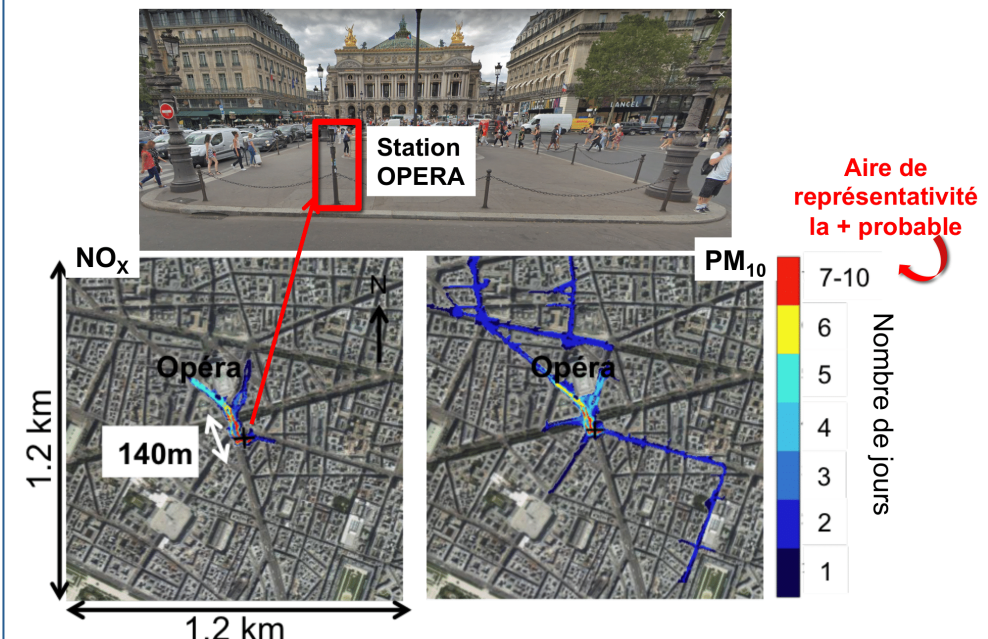 LANCEL
Station
OPERA
Aire de
représentativité
la + probable
NOX
PM10
N
Opéra
140m
1.2 km
1.2 km
Opéra
7-10
6
5
4
3
2
1
Nombre de jours